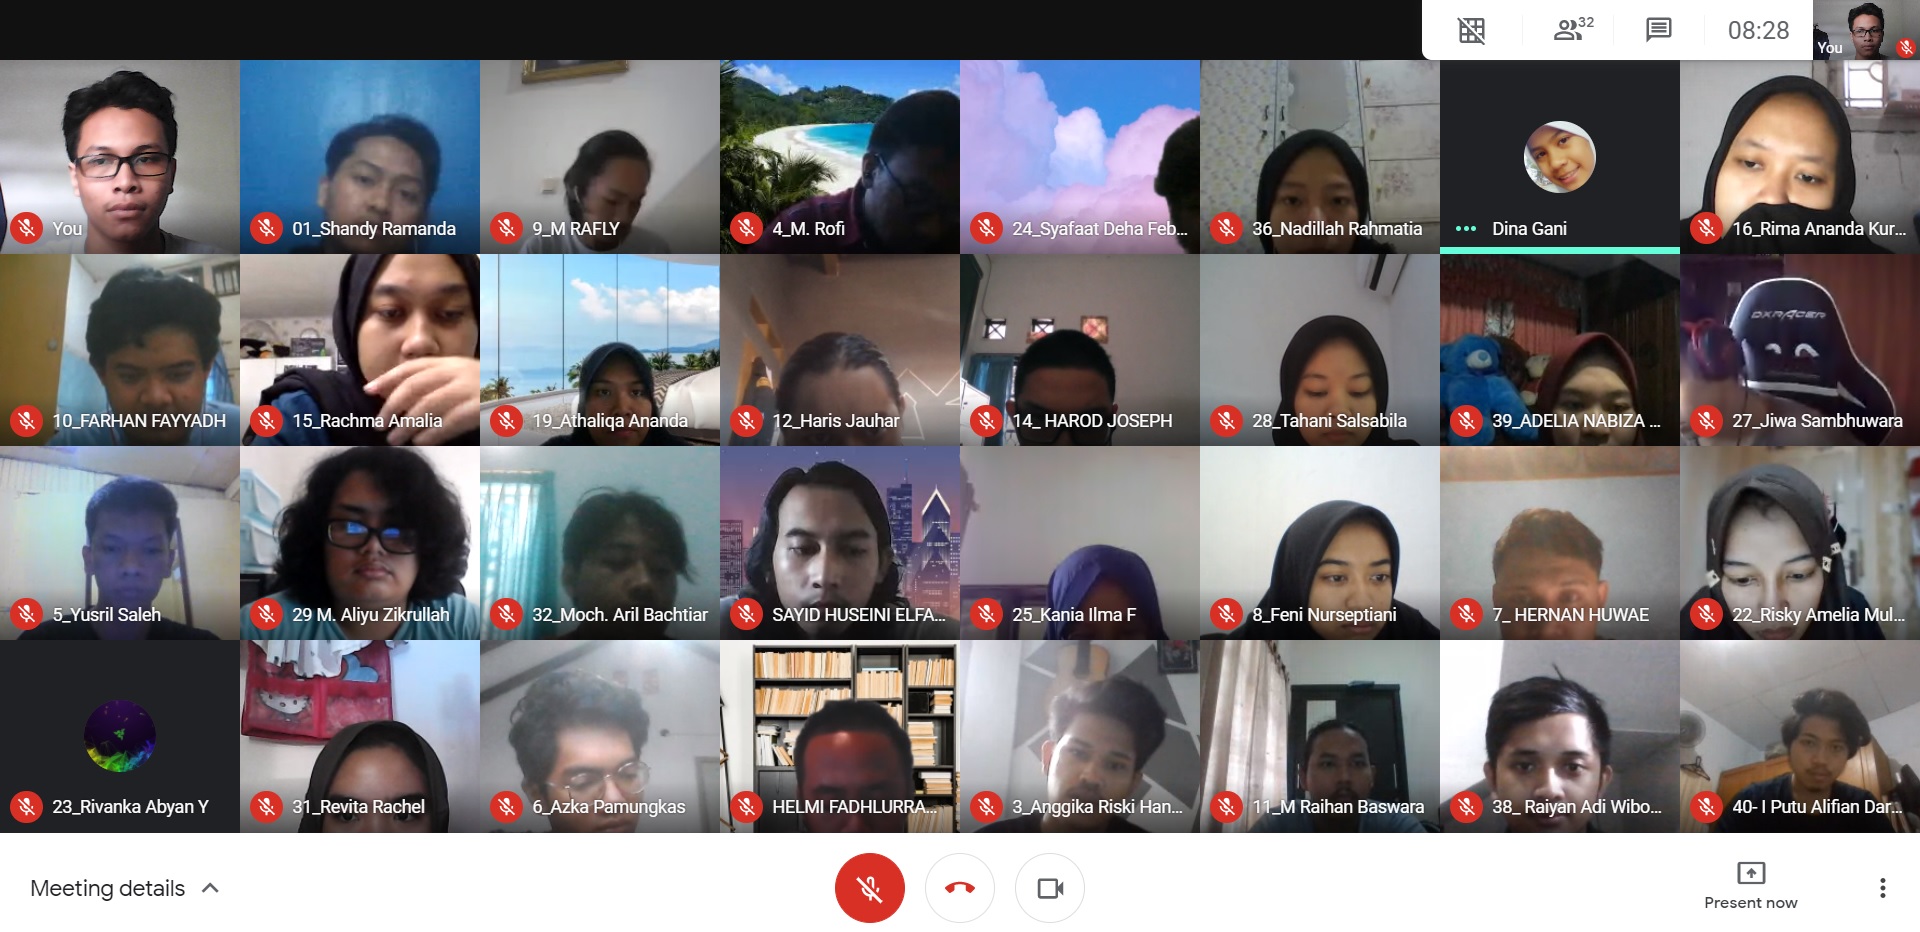 32
08:28
You
You
01_Shandy Ramanda
9_M RAFLY
4_M. Rofi
24_Syafaat Deha Feb...
36_Nadillah Rahmatia
Dina Gani
16_Rima Ananda Kur...
10_FARHAN FAYYADH
15_Rachma Amalia
19_Athaliqa Ananda
12_Haris Jauhar
14_ HAROD JOSEPH
28_Tahani Salsabila
39_ADELIA NABIZA ...
DXRACER
27_Jiwa Sambhuwara
5_Yusril Saleh
29 M. Aliyu Zikrullah
32_Moch. Aril Bachtiar
SAYID HUSEINI ELFA...
25_Kania Ilma F
8_Feni Nurseptiani
7_ HERNAN HUWAE
22_Risky Amelia Mul...
23_Rivanka Abyan Y
31_Revita Rachel
6_Azka Pamungkas
HELMI FADHLURRA...
3_Anggika Riski Han...
11_M Raihan Baswara
38_ Raiyan Adi Wibo...
40- I Putu Alifian Dar...
Meeting details
Present now